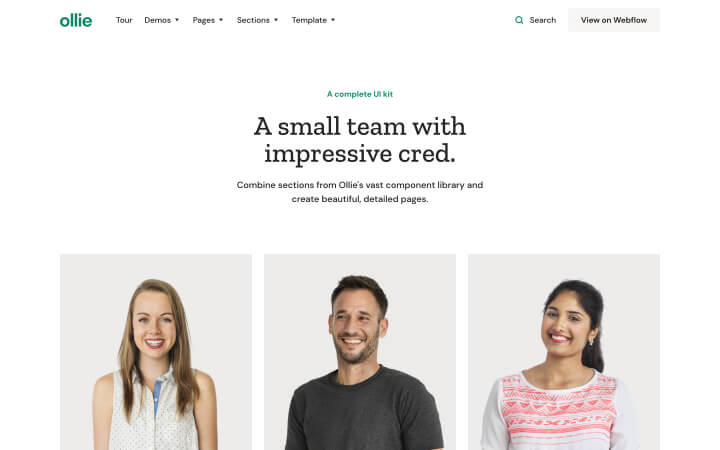 ollie
Tour
Demos
Pages
Sections
Template
Search
View on Webflow
A complete UI kit
A small team with
impressive cred.
Combine sections from Ollie's vast component library and
create beautiful, detailed pages.